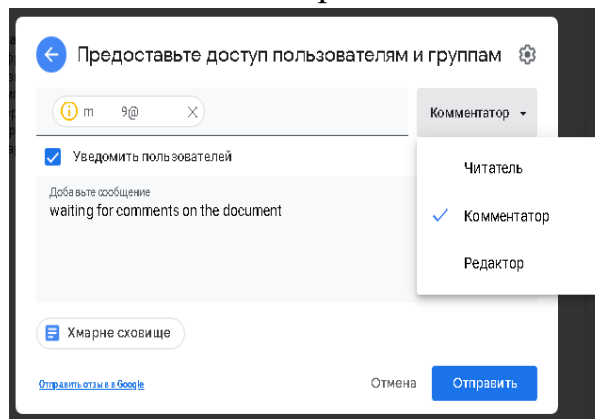 Предоставьте доступ пользователям и группам
m 9@
Комментатор
Уведомить пользователей
Читатель
Добавьте сообщение
waiting for comments on the document
Комментатор
Редактор
Хмарне сховище
Отправить отзыв в Google
Отмена
Отправить